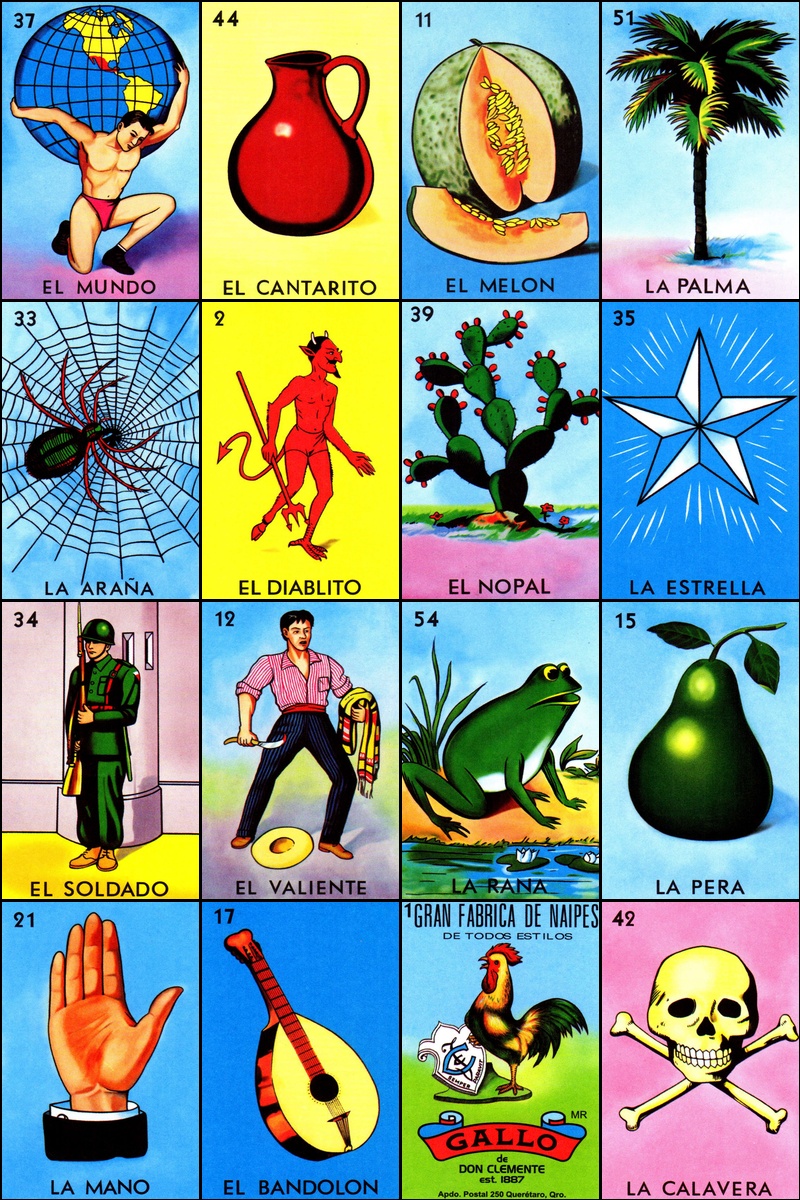 37
EL MUNDO
44
EL CANTARITO
11
EL MELON
51
LA PALMA
33
LA ARAÑA
2
EL DIABLITO
39
EL NOPAL
35
LA ESTRELLA
34
EL SOLDADO
12
EL VALIENTE
54
LA RANA
15
LA PERA
21
LA MANO
17
EL BANDOLON
1
GRAN FABRICA DE NAIPES
DE TODOS ESTILOS
SEMPER
MR
GALLO
de
DON CLEMENTE
est. 1887
Apdo. Postal 250 Querétaro, Qro.
42
LA CALAVERA